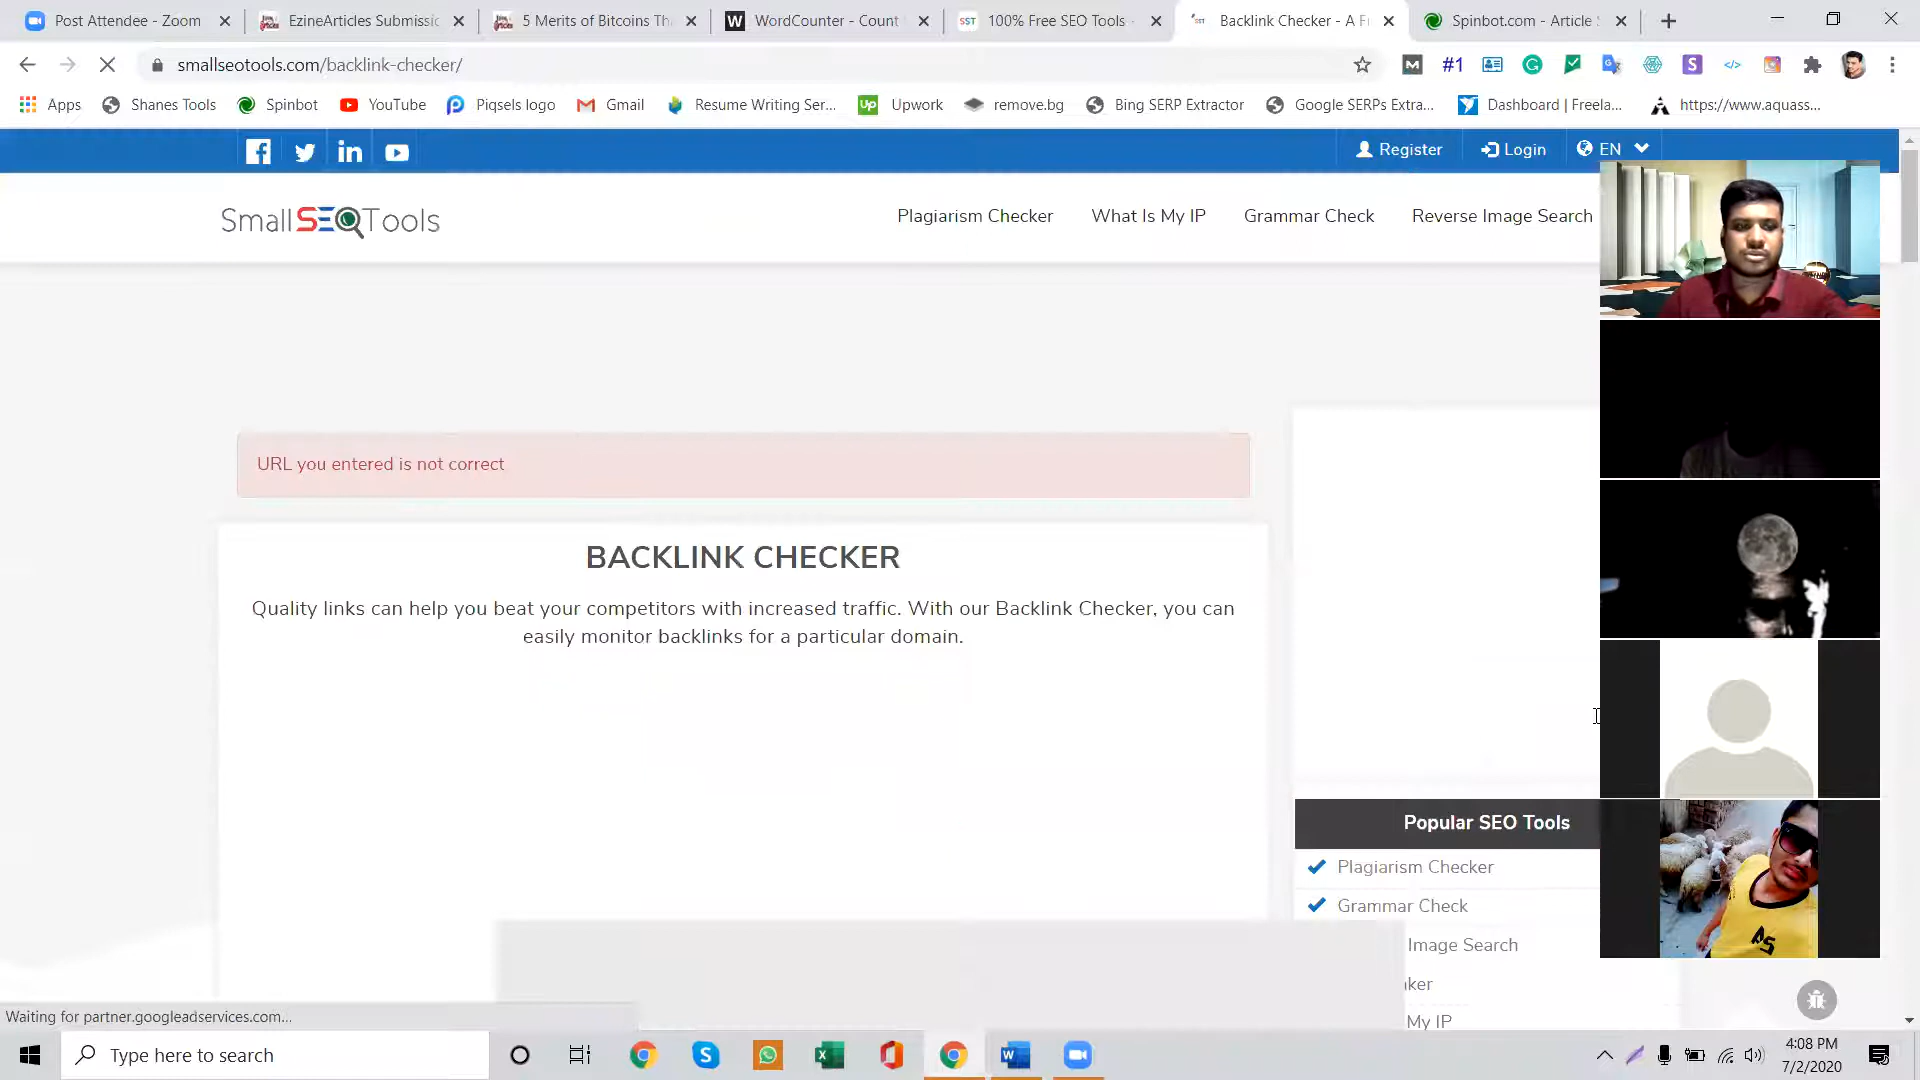 Post Attendee - Zoom
EzineArticles Submissic
5 Merits of Bitcoins Th
WordCounter - Count
SST
100% Free SEO Tools -
Backlink Checker - A F
Spinbot.com - Article
smallseotools.com/backlink-checker/
#1
Apps
Shanes Tools
Spinbot
YouTube
Piqsels logo
Gmail
Resume Writing Ser...
Up
Upwork
remove.bg
Bing SERP Extractor
Google SERPs Extra...
Dashboard | Freela...
https://www.aquass...
Register
Login
EN
SmallSEOTools
Plagiarism Checker
What Is My IP
Grammar Check
Reverse Image Search
URL you entered is not correct
BACKLINK CHECKER
Quality links can help you beat your competitors with increased traffic. With our Backlink Checker, you can
easily monitor backlinks for a particular domain.
Popular SEO Tools
Plagiarism Checker
Grammar Check
Image Search
ker
My IP
Waiting for partner.googleadservices.com...
Type here to search
4:08 PM
7/2/2020